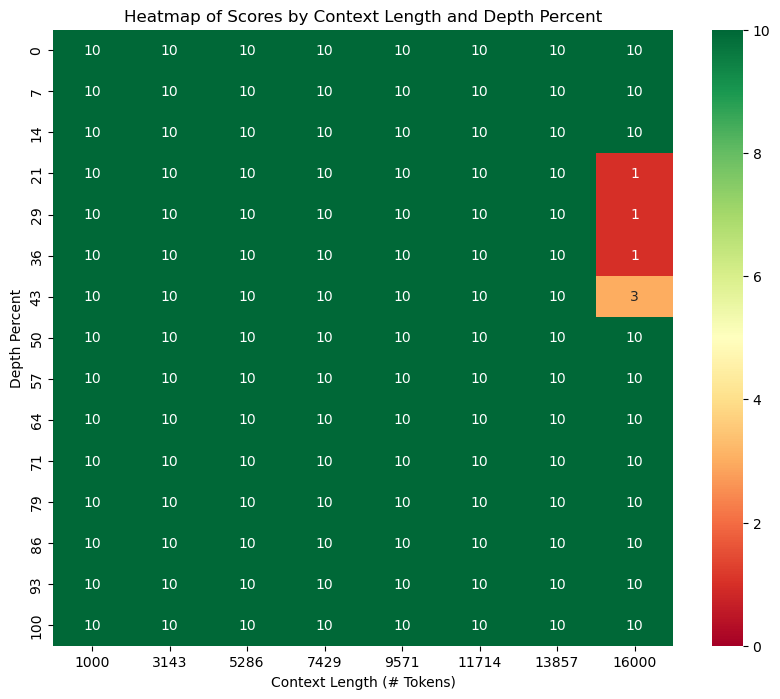 Heatmap of Scores by Context Length and Depth Percent
Depth Percent
0 10 10 10 10 10 10 10 10
7 10 10 10 10 10 10 10 10
14 10 10 10 10 10 10 10 10
21 10 10 10 10 10 10 10 1
29 10 10 10 10 10 10 10 1
36 10 10 10 10 10 10 10 1
43 10 10 10 10 10 10 10 3
50 10 10 10 10 10 10 10 10
57 10 10 10 10 10 10 10 10
64 10 10 10 10 10 10 10 10
71 10 10 10 10 10 10 10 10
79 10 10 10 10 10 10 10 10
86 10 10 10 10 10 10 10 10
93 10 10 10 10 10 10 10 10
100 10 10 10 10 10 10 10 10
1000 3143 5286 7429 9571 11714 13857 16000
Context Length (# Tokens)
10
8
6
4
2
0